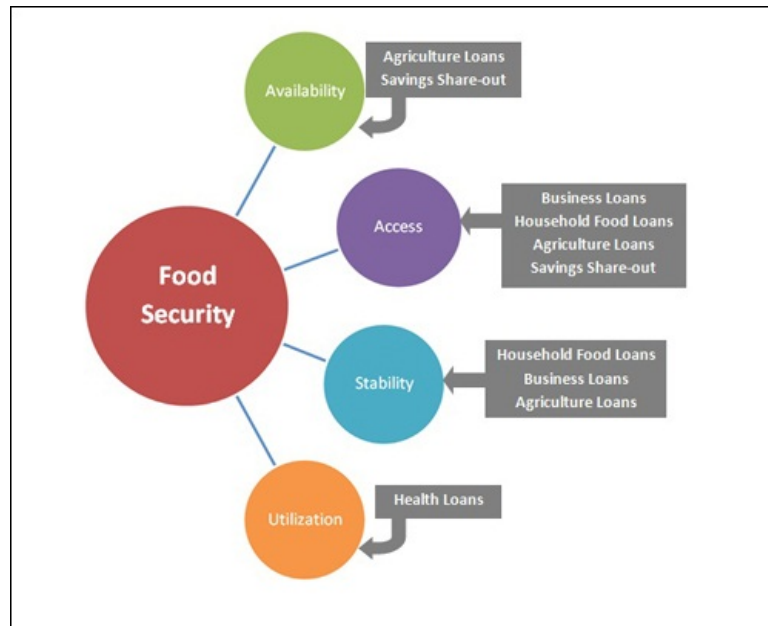 Agriculture Loans
Savings Share-out
Availability
Business Loans
Household Food Loans
Agriculture Loans
Savings Share-out
Access
Food
Security
Household Food Loans
Business Loans
Agriculture Loans
Stability
Health Loans
Utilization